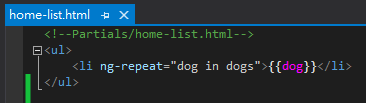 home-list.html
<!--Partials/home-list.html-->
<ul>
<li ng-repeat="dog in dogs">{{dog}}</li>
</ul>